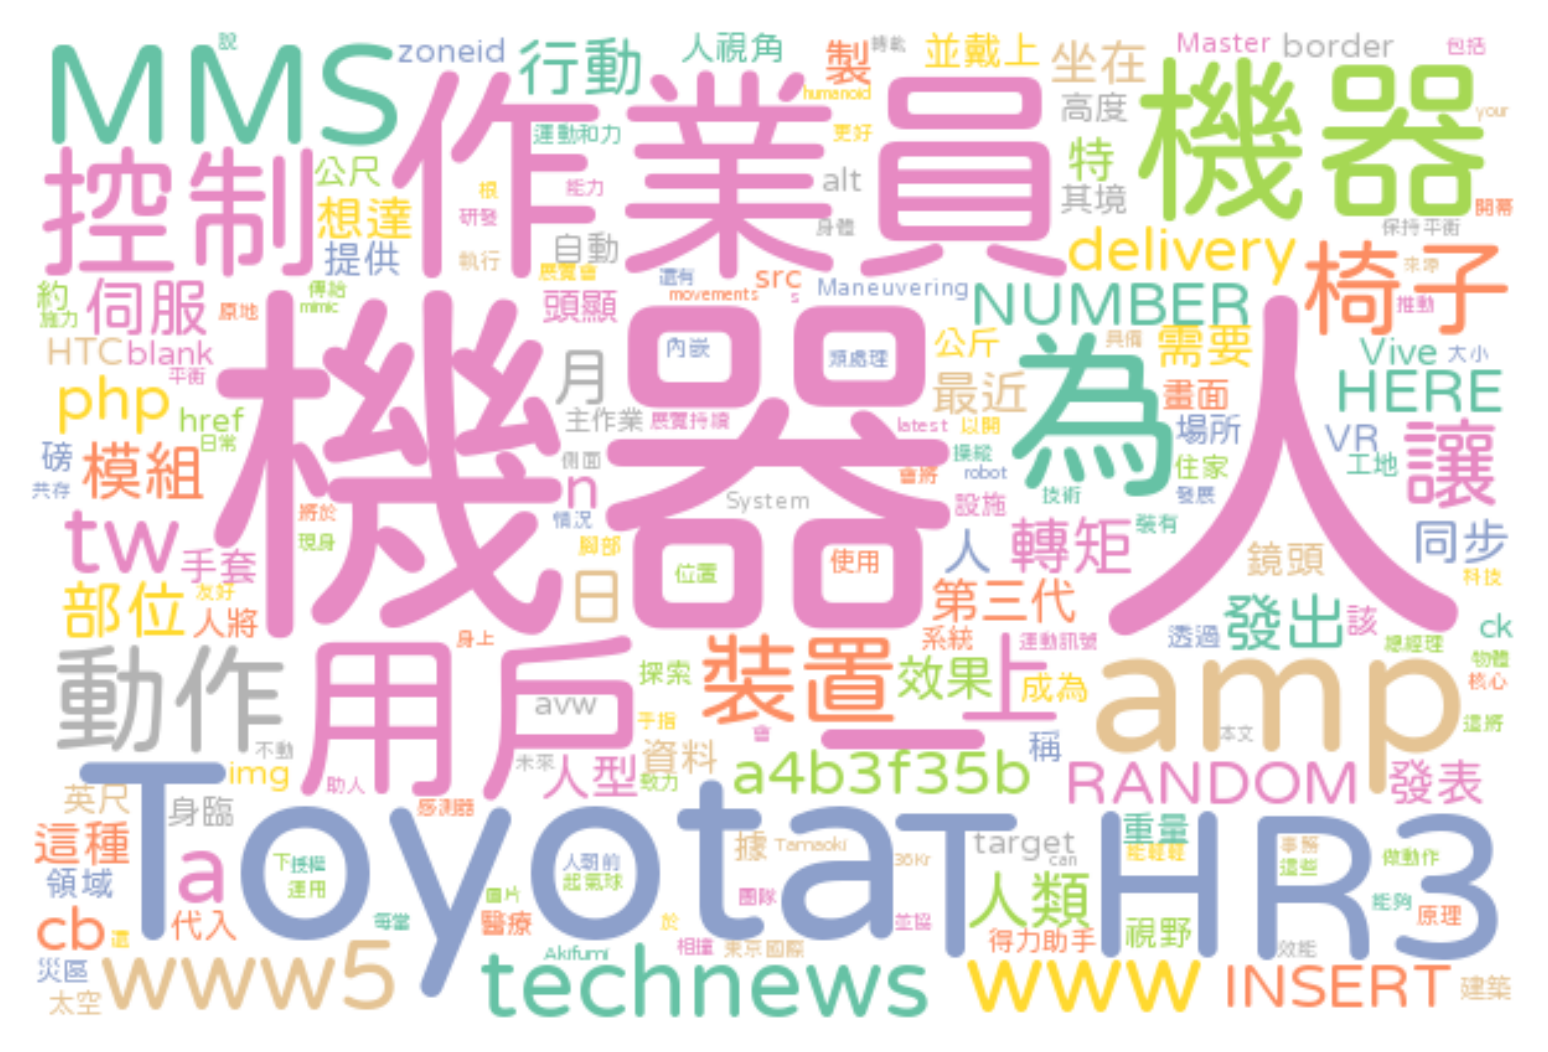 說
MMS
zoneid
行動
人視角
製
轉載
並戴上
坐在
Master
border
包括
作業員
humanoid
機器
高度
your
控制
公尺
運動和力
更好
特
根
能力
alt
其境
想達
研發
身體
開幕
保持平衡
提供
執行
自動
delivery
椅子
展覽會
還有
src
來源
約
伺服
原地
傳給
mimic
頭顯
movements
s
Maneuvering
NUMBER
推動
施力
機器人
公斤
為
具備
需要
HTC
blank
月
內嵌
類處理
Vive
大小
平衡
php
最近
畫面
HERE
href
主作業
展覽持續
latest
以開
場所
VR
讓
日常
磅
模組
側面
操縱
工地
共存
n
會將
robot
住家
System
設施
技術
發展
將於
tw
情況
人
轉矩
裝有
同步
現身
腳部
手套
位置
使用
鏡頭
科技
部位
友好
日
第三代
發出
該
人將
系統
運動訊號
透過
ck
身上
總經理
動作
用戶
探索
裝置
效果
上
成為
amp
物體
核心
avw
手指
會
一
稱
本文
還將
不動
img
助人
未來
人型
資料
致力
a4b3f35b
RANDOM
發表
英尺
身臨
感測器
Toyota
T
HR3
重量
這種
target
據
Tamaoki
can
能輕輕
事務
這些
做動作
領域
a
下
授權
運用
人朝前
起氣球
36Kr
圖片
團隊
人類
能夠
原理
cb
還
代入
每當
醫療
於
並協
視野
得力助手
相撞
東京國際
效能
災區
www5
Akifumi
technews
www
INSERT
建築
太空